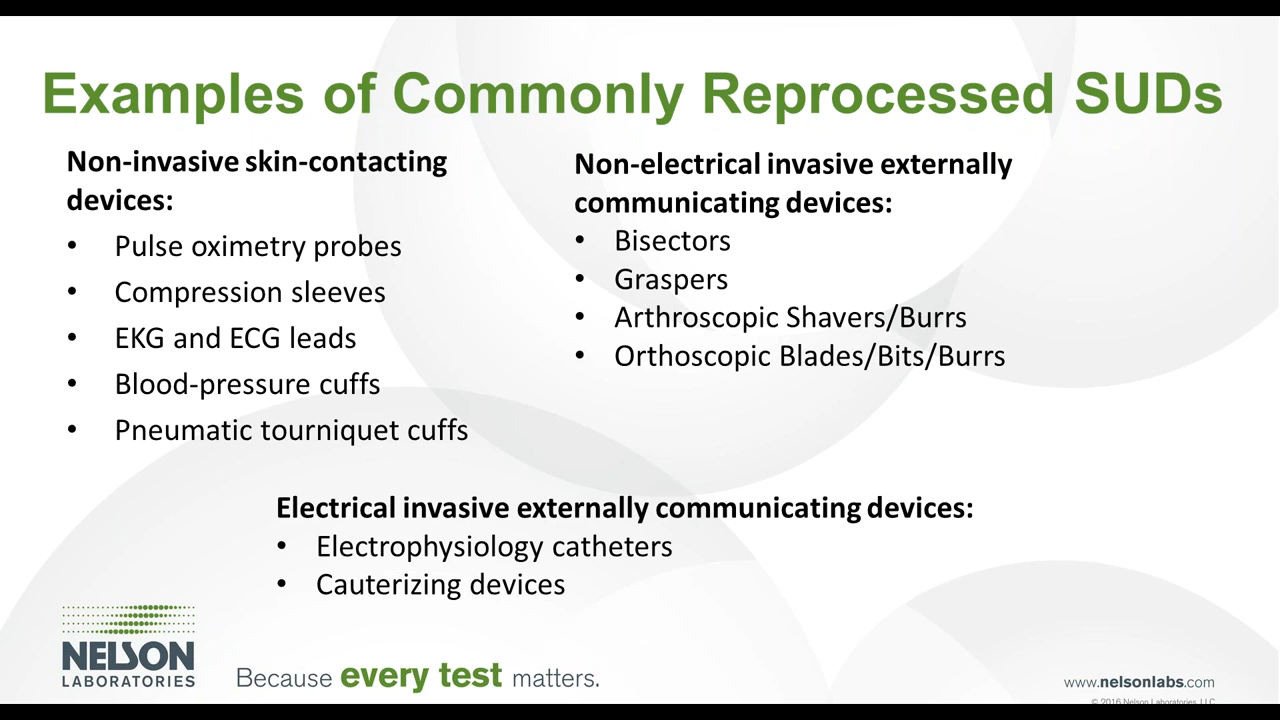 Examples of Commonly Reprocessed SUDs
Non-invasive skin-contacting
devices:
• Pulse oximetry probes
• Compression sleeves
• EKG and ECG leads
• Blood-pressure cuffs
• Pneumatic tourniquet cuffs
Non-electrical invasive externally
communicating devices:
• Bisectors
• Graspers
• Arthroscopic Shavers/Burrs
• Orthoscopic Blades/Bits/Burrs
Electrical invasive externally communicating devices:
• Electrophysiology catheters
• Cauterizing devices
NELSON
LABORATORIES
Because every test matters.
www.nelsonlabs.com
© 2016 Nelson Laboratories, LLC